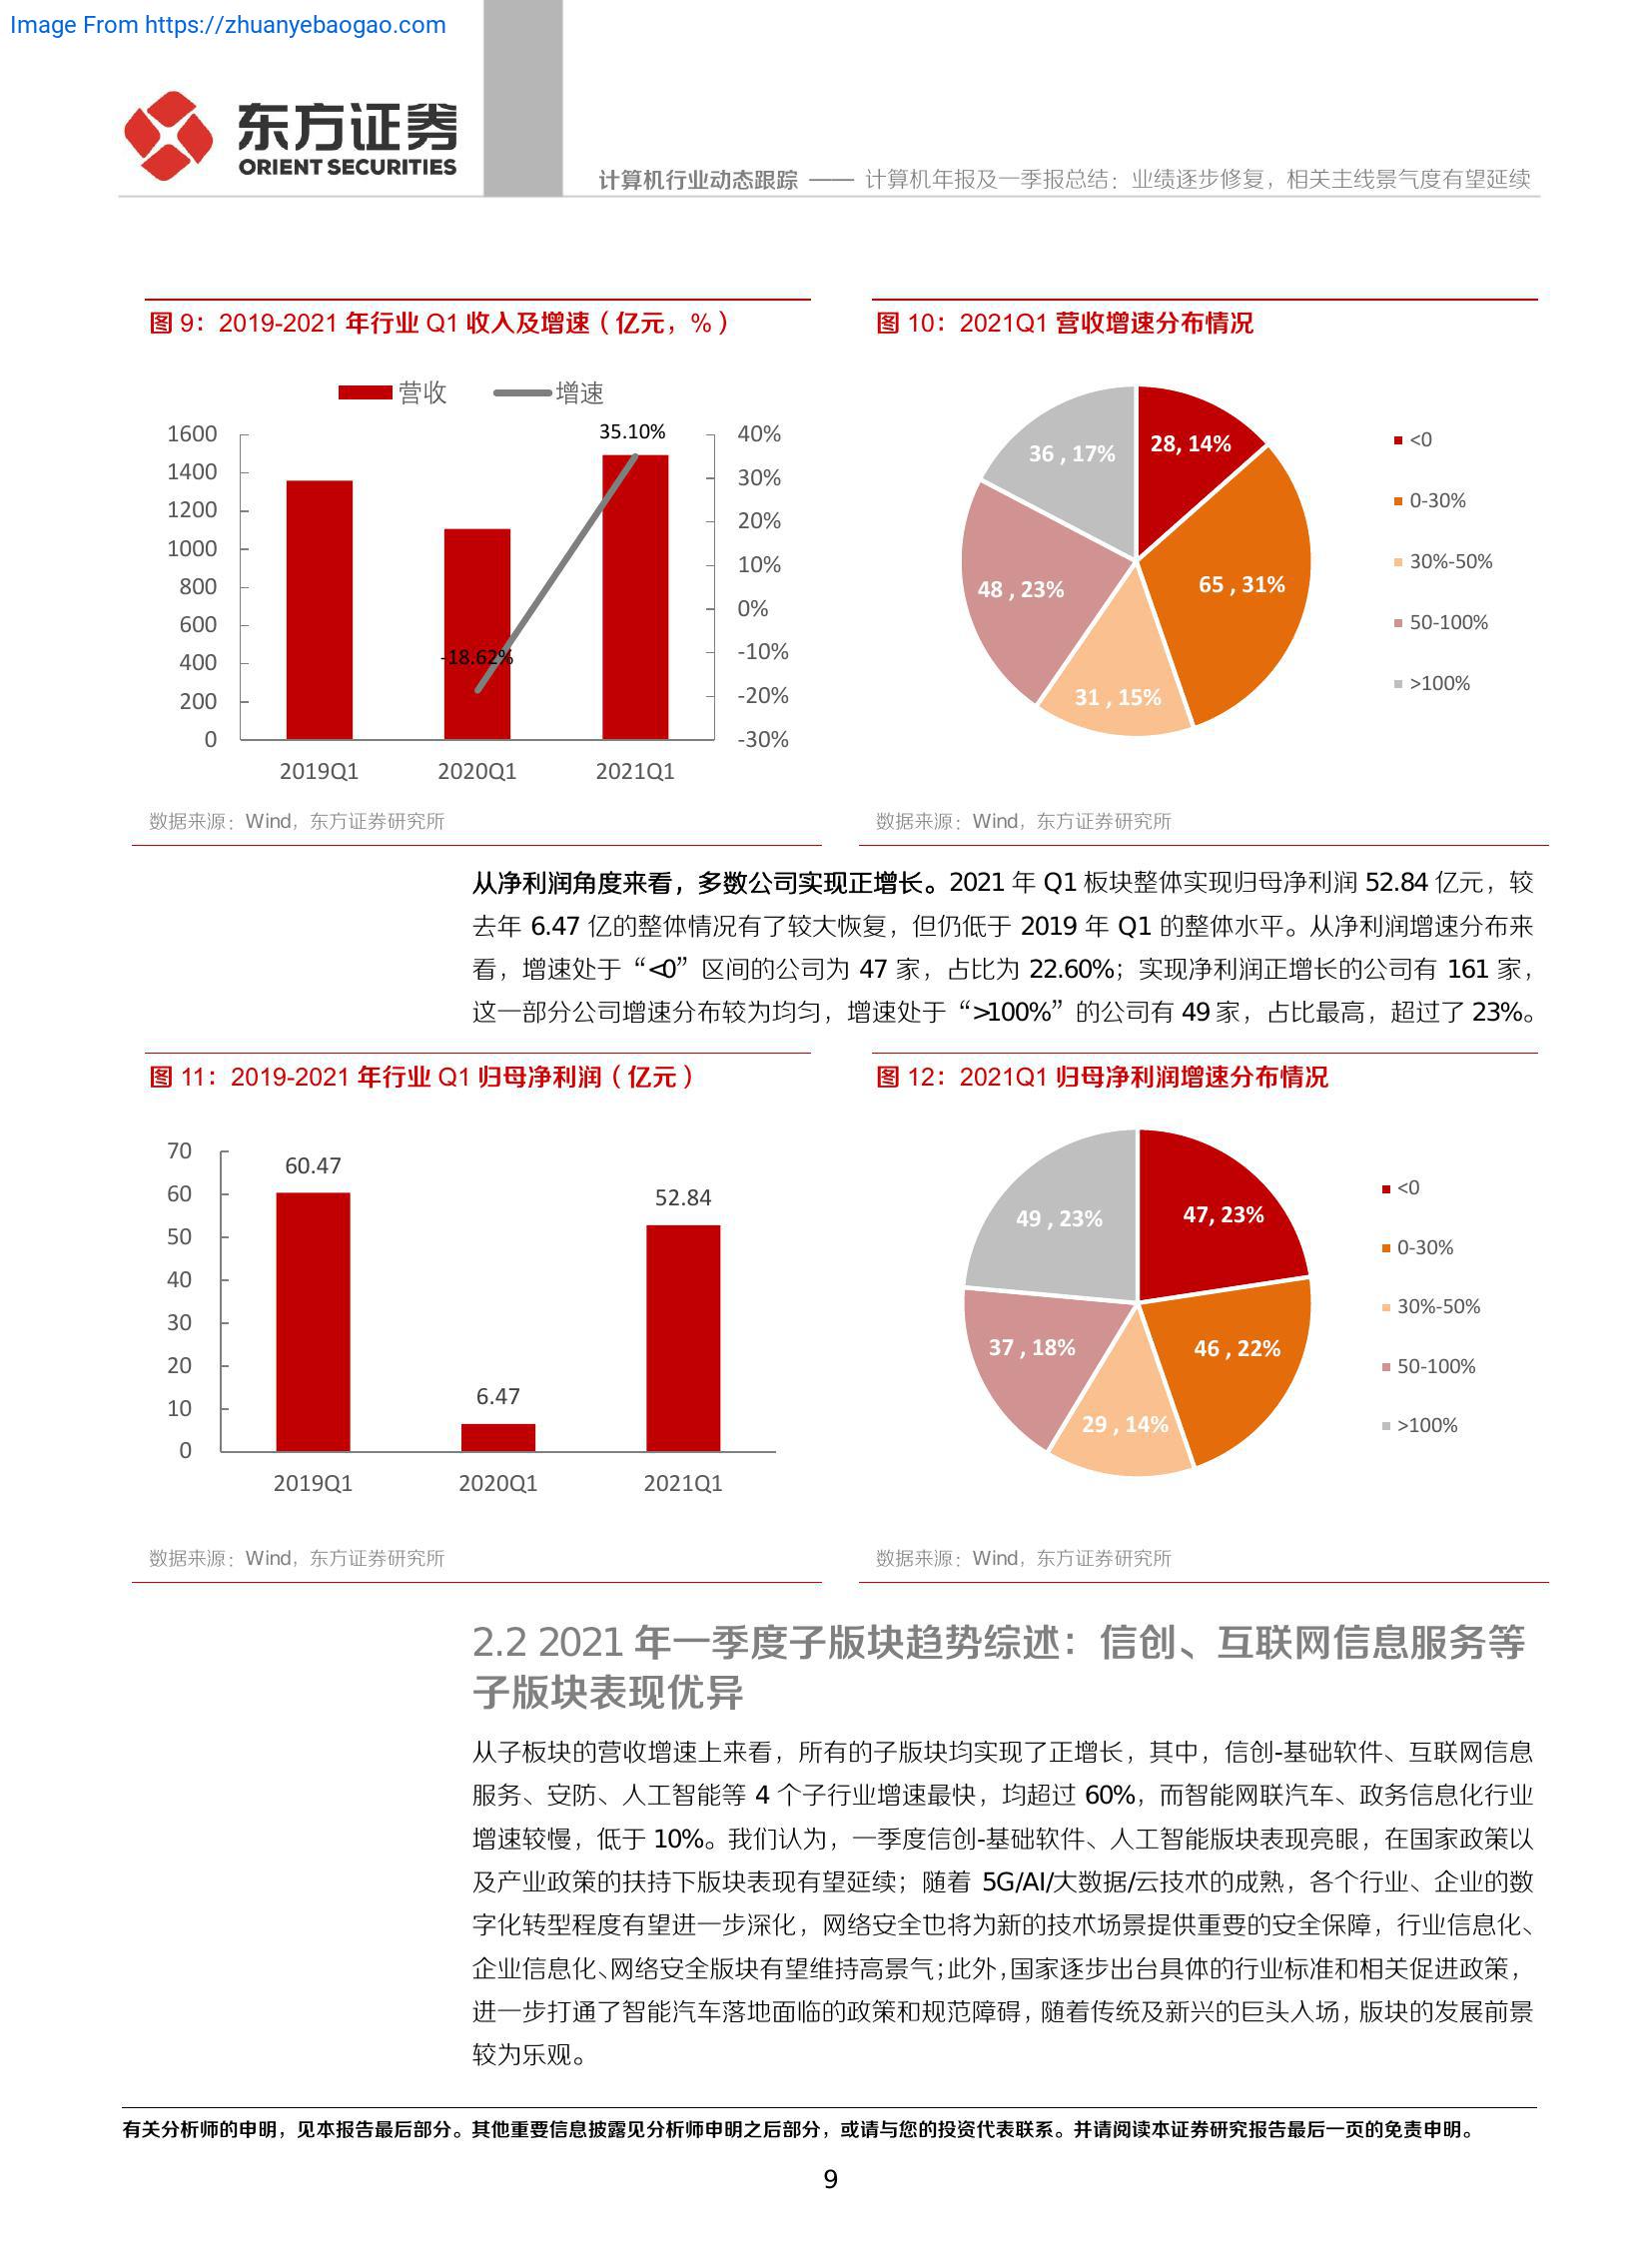 Image From https://zhuanyebaogao.com
东方证券
ORIENT SECURITIES
计算机行业动态跟踪 —— 计算机年报及一季报总结：业绩逐步修复，相关主线景气度有望延续
图 9：2019-2021 年行业 Q1 收入及增速（亿元，%）
营收 增速
1600
1400
1200
1000
800
600
400
200
0
35.10%
-18.62%
40%
30%
20%
10%
0%
-10%
-20%
-30%
2019Q1 2020Q1 2021Q1
数据来源：Wind，东方证券研究所
图 10：2021Q1 营收增速分布情况
28, 14%
65 , 31%
31 , 15%
48 , 23%
36 , 17%
<0
0-30%
30%-50%
50-100%
>100%
数据来源：Wind，东方证券研究所
从净利润角度来看，多数公司实现正增长。2021 年 Q1 板块整体实现归母净利润 52.84 亿元，较
去年 6.47 亿的整体情况有了较大恢复，但仍低于 2019 年 Q1 的整体水平。从净利润增速分布来
看，增速处于“<0”区间的公司为 47 家，占比为 22.60%；实现净利润正增长的公司有 161 家，
这一部分公司增速分布较为均匀，增速处于“>100%”的公司有 49 家，占比最高，超过了 23%。
图 11：2019-2021 年行业 Q1 归母净利润（亿元）
70
60
50
40
30
20
10
0
60.47
6.47
52.84
2019Q1 2020Q1 2021Q1
数据来源：Wind，东方证券研究所
图 12：2021Q1 归母净利润增速分布情况
47, 23%
46 , 22%
29 , 14%
37 , 18%
49 , 23%
<0
0-30%
30%-50%
50-100%
>100%
数据来源：Wind，东方证券研究所
2.2 2021 年一季度子版块趋势综述：信创、互联网信息服务等
子版块表现优异
从子板块的营收增速上来看，所有的子版块均实现了正增长，其中，信创-基础软件、互联网信息
服务、安防、人工智能等 4 个子行业增速最快，均超过 60%，而智能网联汽车、政务信息化行业
增速较慢，低于 10%。我们认为，一季度信创-基础软件、人工智能版块表现亮眼，在国家政策以
及产业政策的扶持下版块表现有望延续；随着 5G/AI/大数据/云技术的成熟，各个行业、企业的数
字化转型程度有望进一步深化，网络安全也将为新的技术场景提供重要的安全保障，行业信息化、
企业信息化、网络安全版块有望维持高景气；此外，国家逐步出台具体的行业标准和相关促进政策，
进一步打通了智能汽车落地面临的政策和规范障碍，随着传统及新兴的巨头入场，版块的发展前景
较为乐观。
有关分析师的申明，见本报告最后部分。其他重要信息披露见分析师申明之后部分，或请与您的投资代表联系。并请阅读本证券研究报告最后一页的免责申明。
9